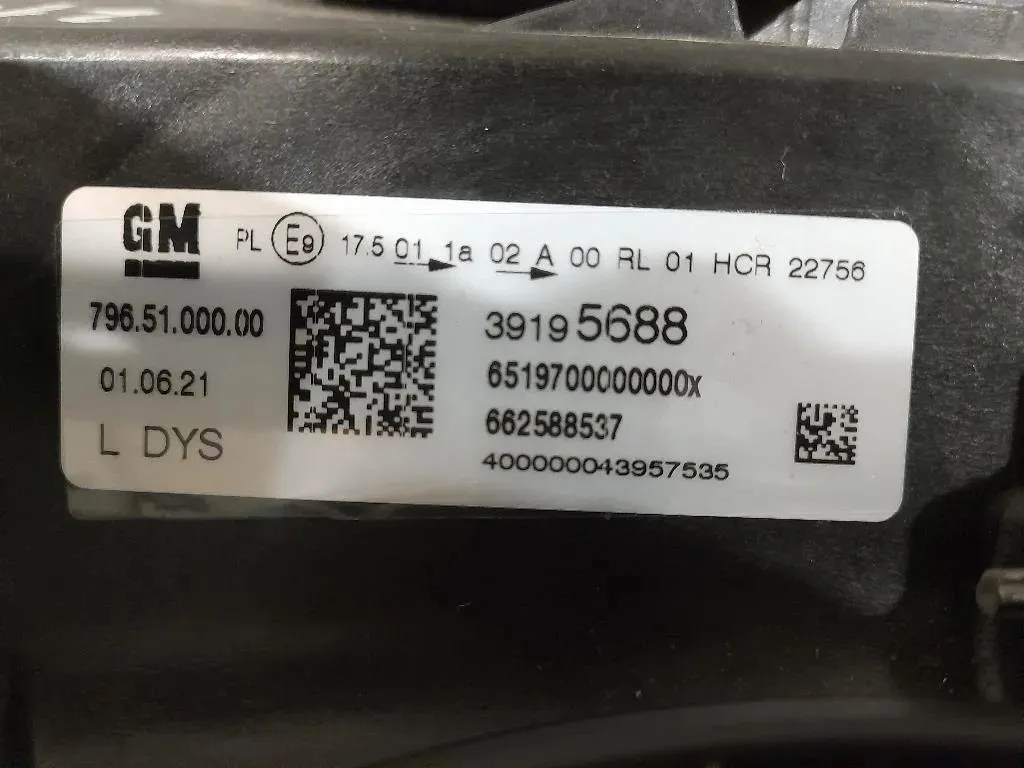 GM PL E9 17.5 01 1a 02 A 00 RL 01 HCR 22756
796.51.000.00 39195688
01.06.21 6519700000000x
L DYS 662588537
400000043957535